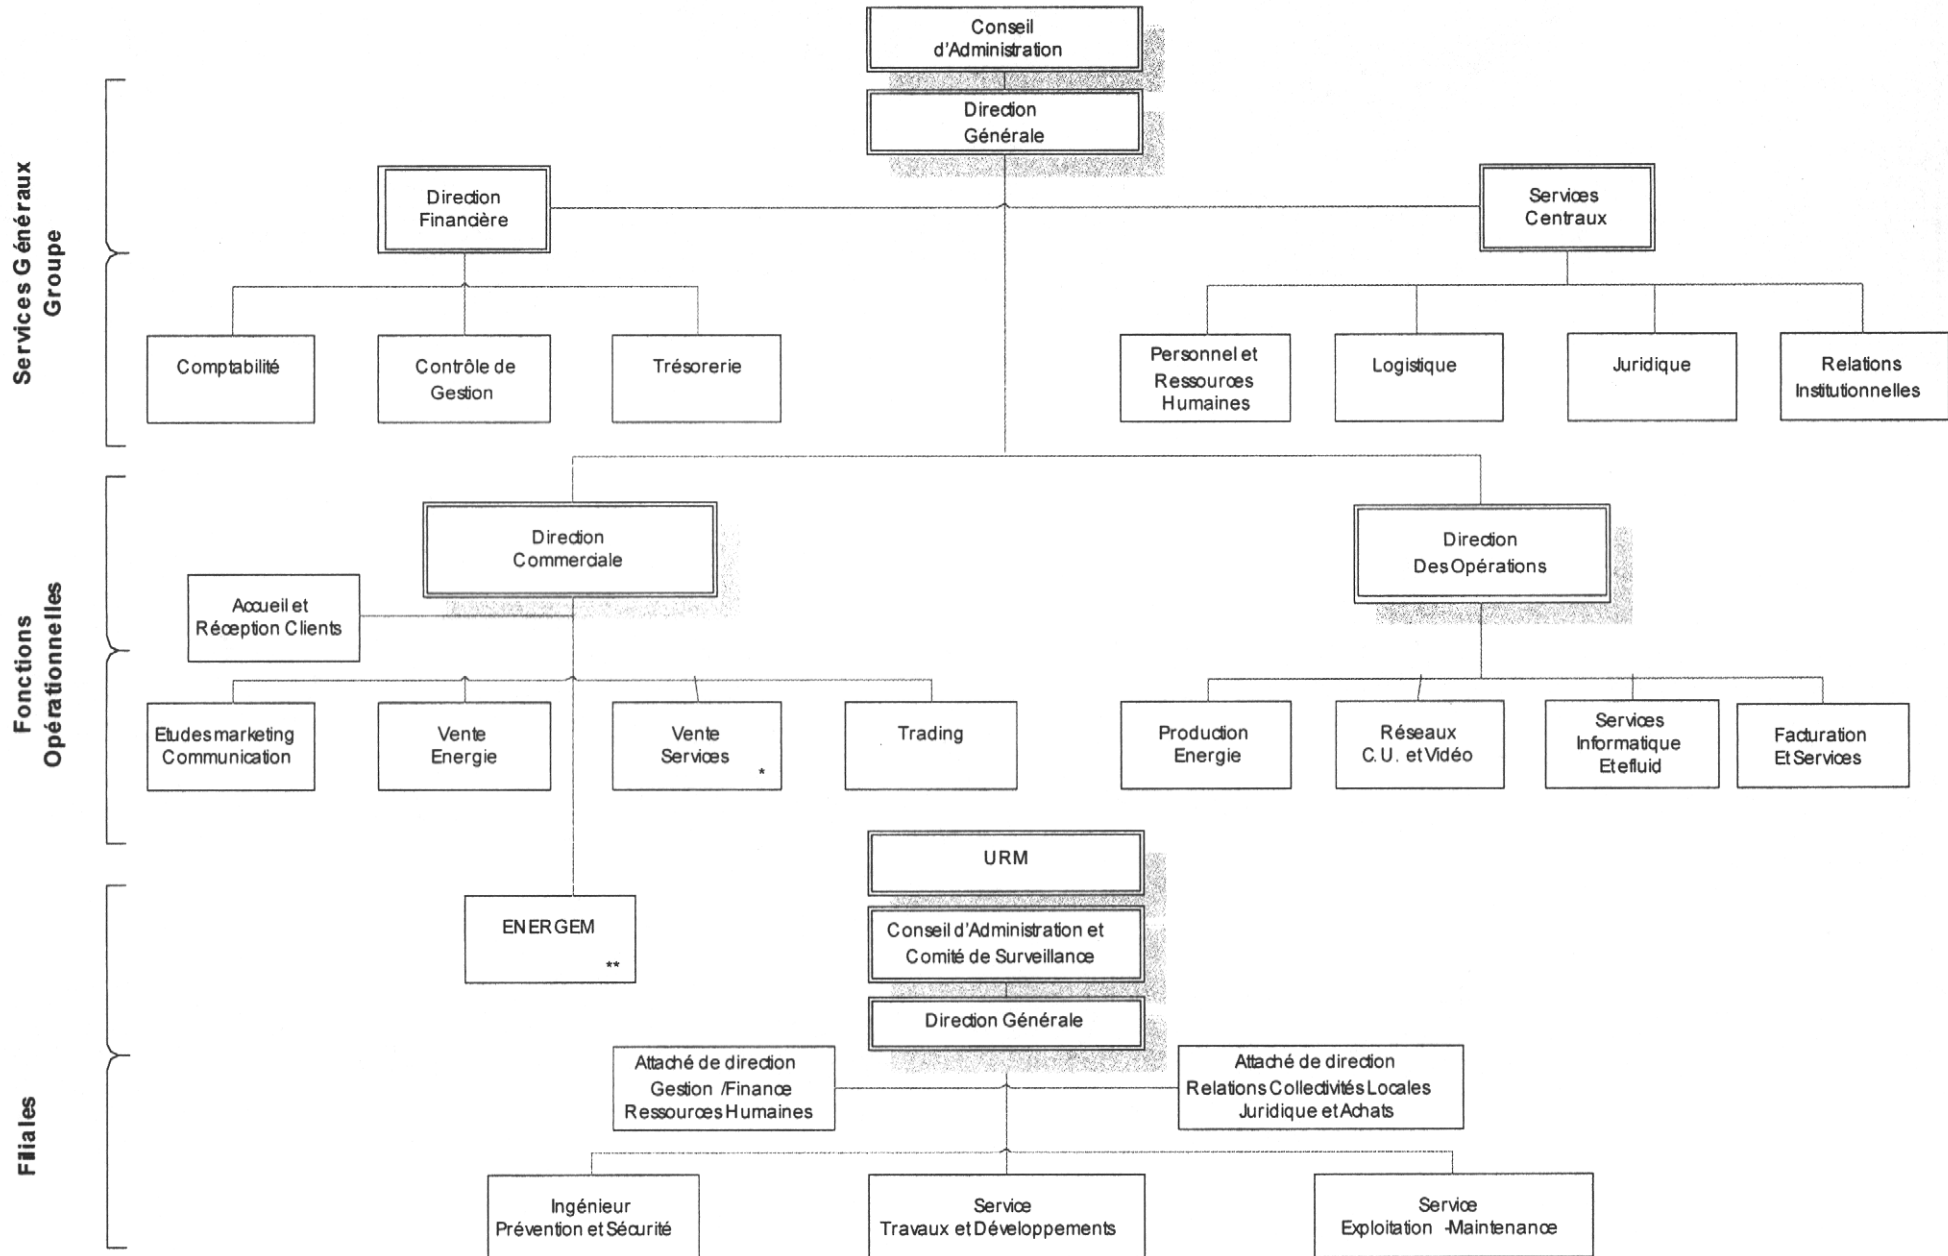 Conseil
d'Administration
Direction
Générale
Services Généraux
Groupe
Direction
Financière
Services
Centraux
Comptabilité
Contrôle de
Gestion
Trésorerie
Personnel et
Ressources
Humaines
Logistique
Juridique
Relations
Institutionnelles
Fonctions
Opérationnelles
Direction
Commerciale
Direction
Des Opérations
Accueil et
Réception Clients
Etudes marketing
Communication
Vente
Energie
Vente
Services
*
Trading
Production
Energie
Réseaux
C.U. et Vidéo
Services
Informatique
Et efluid
Facturation
Et Services
Filiales
ENERGEM
**
URM
Conseil d'Administration et
Comité de Surveillance
Direction Générale
Attaché de direction
Gestion /Finance
Ressources Humaines
Attaché de direction
Relations Collectivités Locales
Juridique et Achats
Ingénieur
Prévention et Sécurité
Service
Travaux et Développements
Service
Exploitation -Maintenance